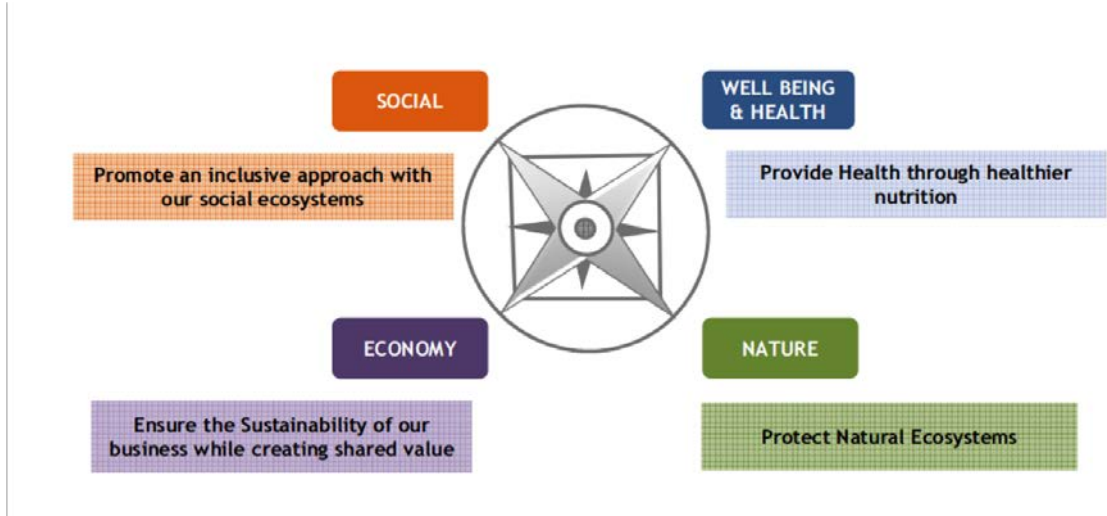 SOCIAL
WELL BEING
& HEALTH
Promote an inclusive approach with
our social ecosystems
Provide Health through healthier
nutrition
ECONOMY
NATURE
Ensure the Sustainability of our
business while creating shared value
Protect Natural Ecosystems